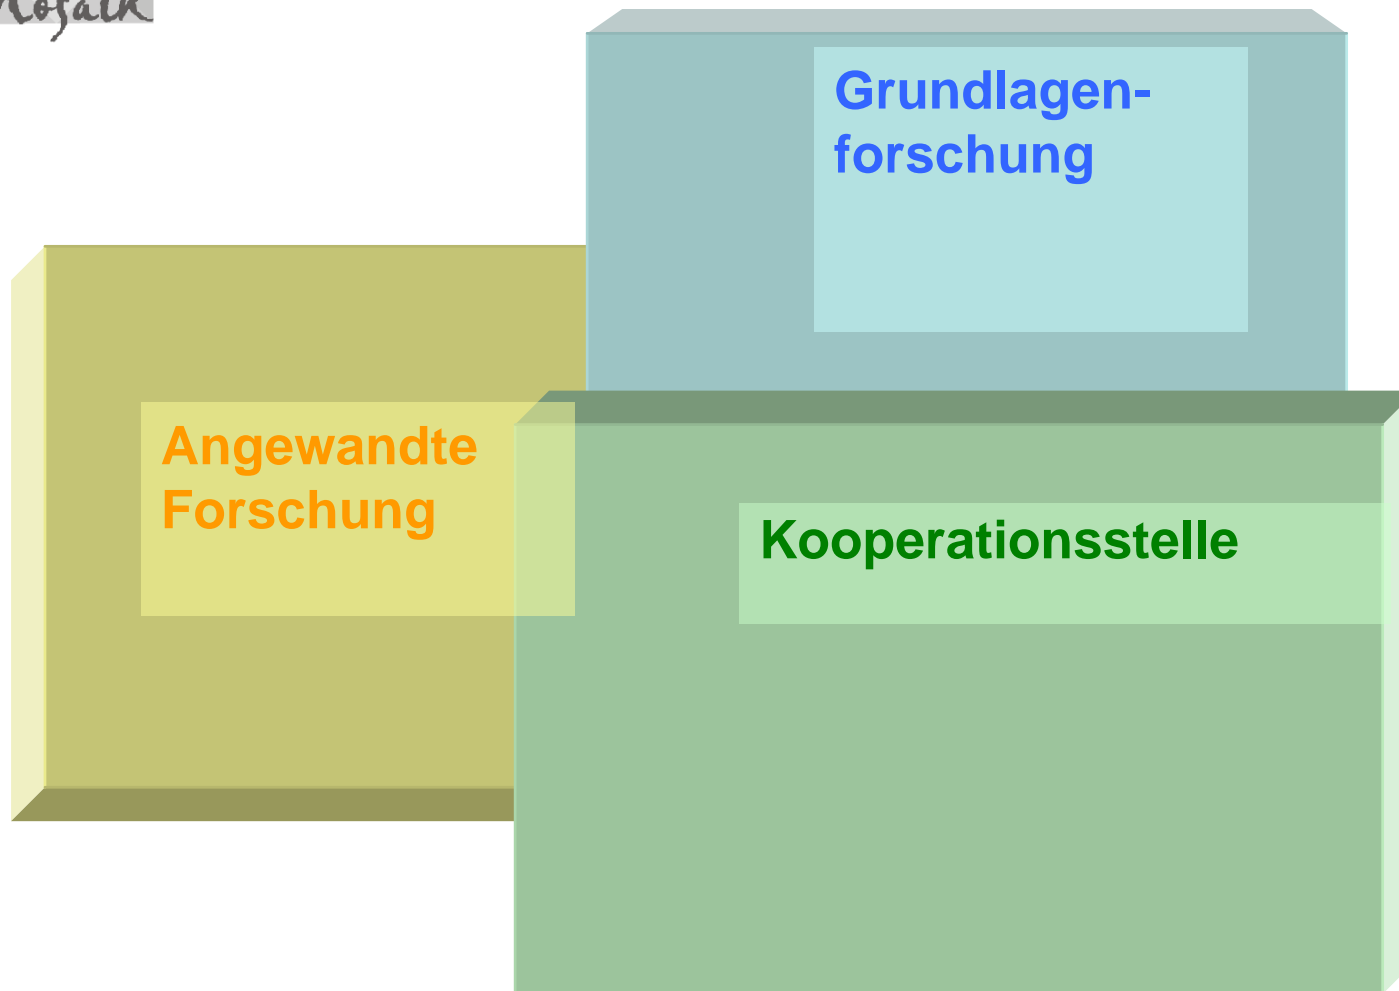 Grundlagen-
forschung
Angewandte
Forschung
Kooperationsstelle